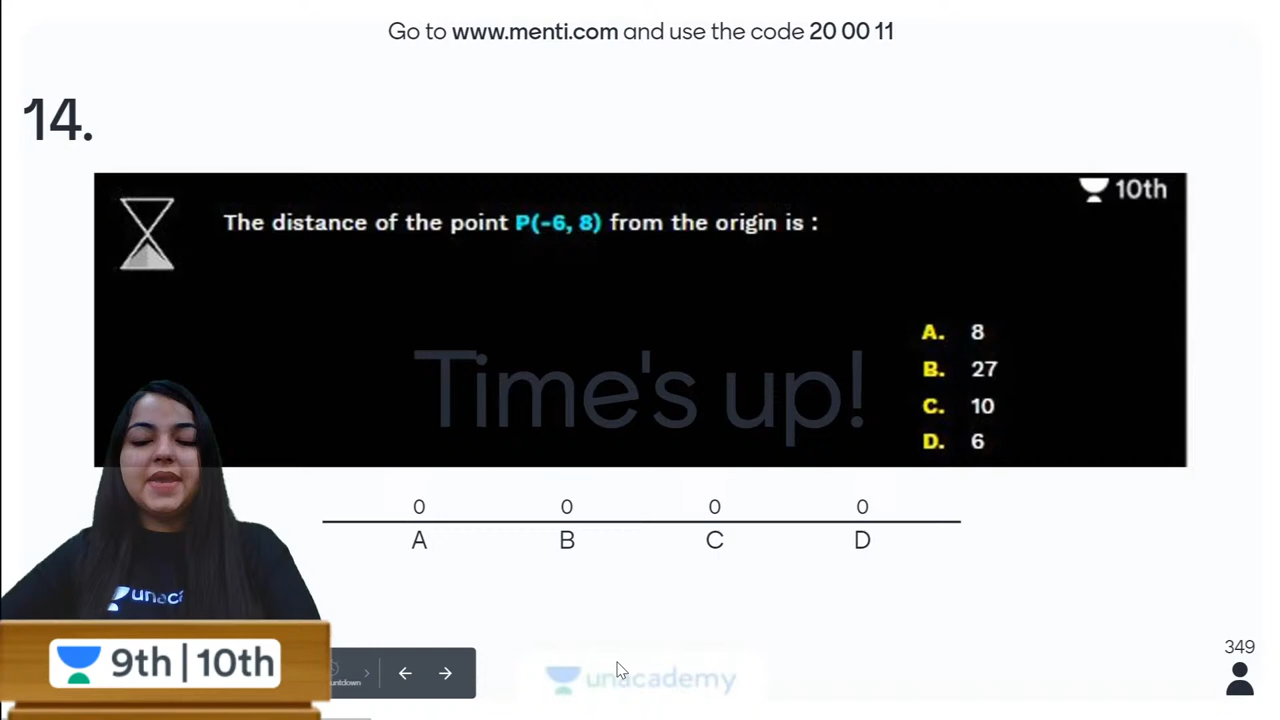 Go to www.menti.com and use the code 20 00 11
14.
10th
The distance of the point P(-6, 8) from the origin is :
A. 8
B. 27
C. 10
D. 6
Time's up!
0 0 0 0
A B C D
unac
9th | 10th
untdown
unacademy
349